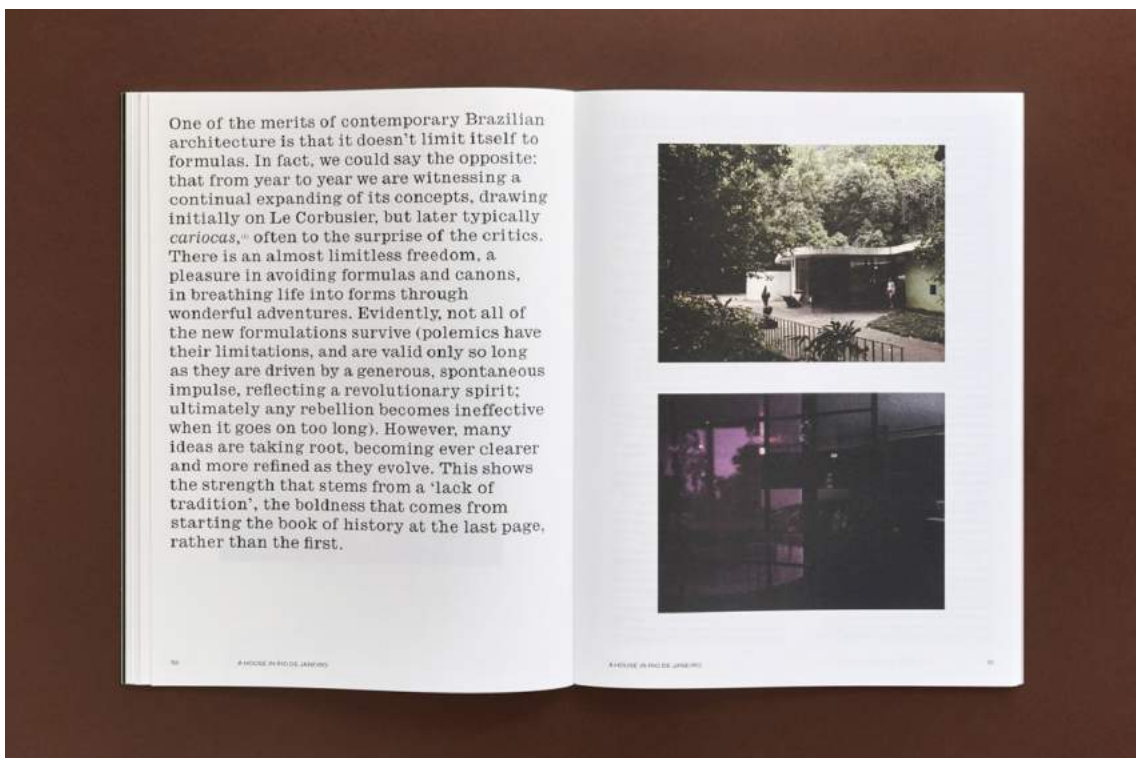 One of the merits of contemporary Brazilian
architecture is that it doesn't limit itself to
formulas. In fact, we could say the opposite:
that from year to year we are witnessing a
continual expanding of its concepts, drawing
initially on Le Corbusier, but later typically
cariocas, often to the surprise of the critics.
There is an almost limitless freedom, a
pleasure in avoiding formulas and canons,
in breathing life into forms through
wonderful adventures. Evidently, not all of
the new formulations survive (polemics have
their limitations, and are valid only so long
as they are driven by a generous, spontaneous
impulse, reflecting a revolutionary spirit;
ultimately any rebellion becomes ineffective
when it goes on too long). However, many
ideas are taking root, becoming ever clearer
and more refined as they evolve. This shows
the strength that stems from a ‘lack of
tradition’, the boldness that comes from
starting the book of history at the last page,
rather than the first.
A HOUSE IN RIO DE JANEIRO
A HOUSE IN RIO DE JANEIRO